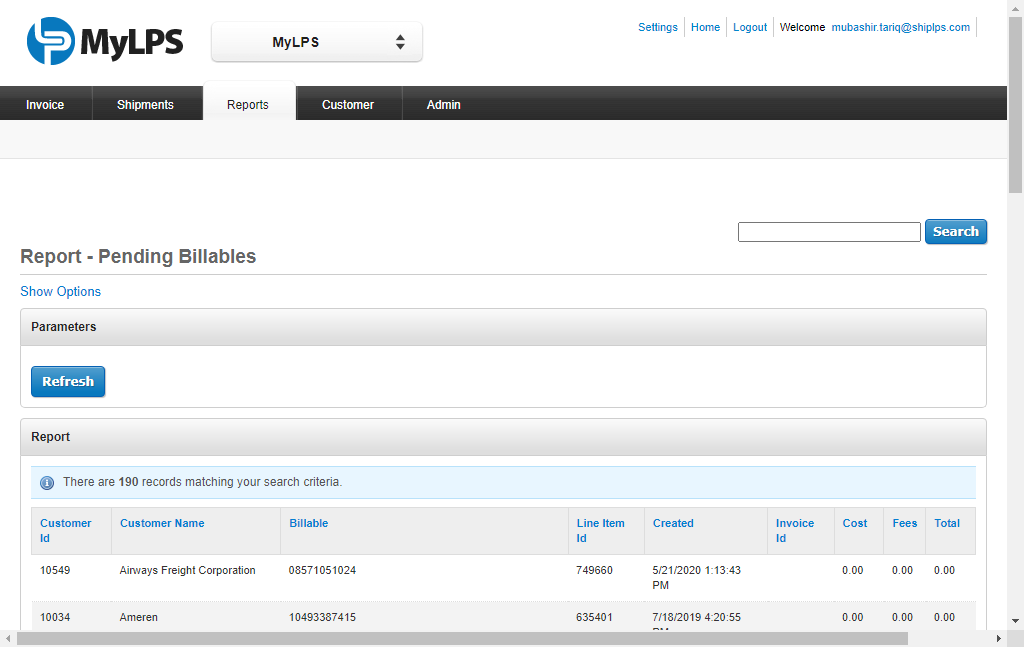 MyLPS
MyLPS
Settings Home Logout Welcome mubashir.tariq@shiplps.com
Invoice Shipments Reports Customer Admin
Search
Report - Pending Billables
Show Options
Parameters
Refresh
Report
There are 190 records matching your search criteria.
Customer Id Customer Name Billable Line Item Id Created Invoice Id Cost Fees Total
10549 Airways Freight Corporation 08571051024 749660 5/21/2020 1:13:43 PM 0.00 0.00 0.00
10034 Ameren 10493387415 635401 7/18/2019 4:20:55 PM 0.00 0.00 0.00